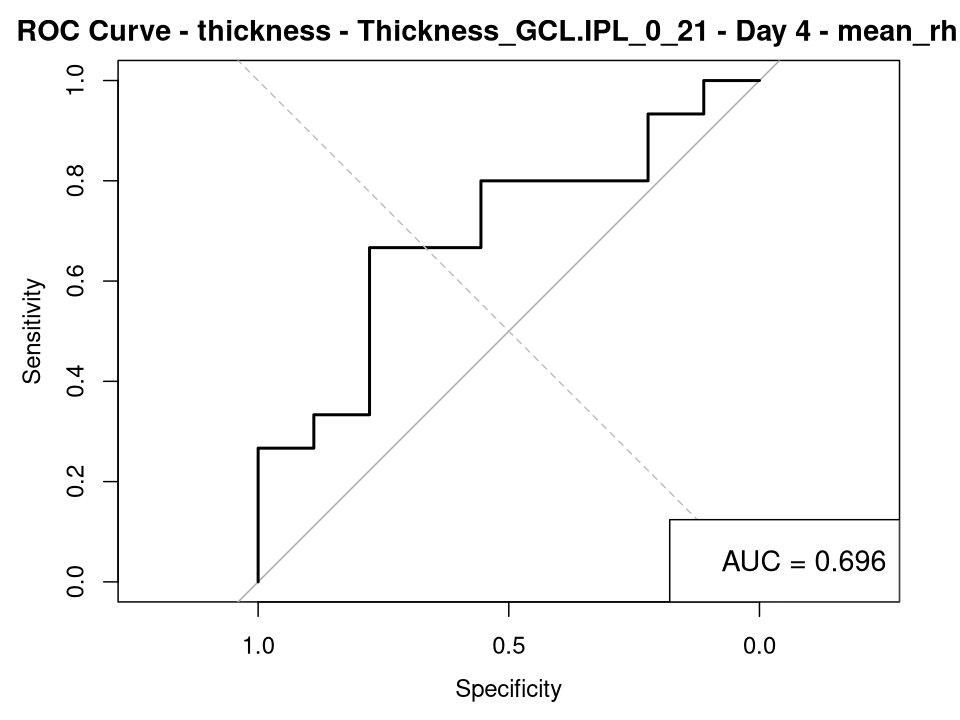 ROC Curve - thickness - Thickness_GCL.IPL_0_21 - Day 4 - mean_rh
1.0
0.8
0.6
0.4
0.2
0.0
Sensitivity
AUC = 0.696
1.0 0.5 0.0
Specificity